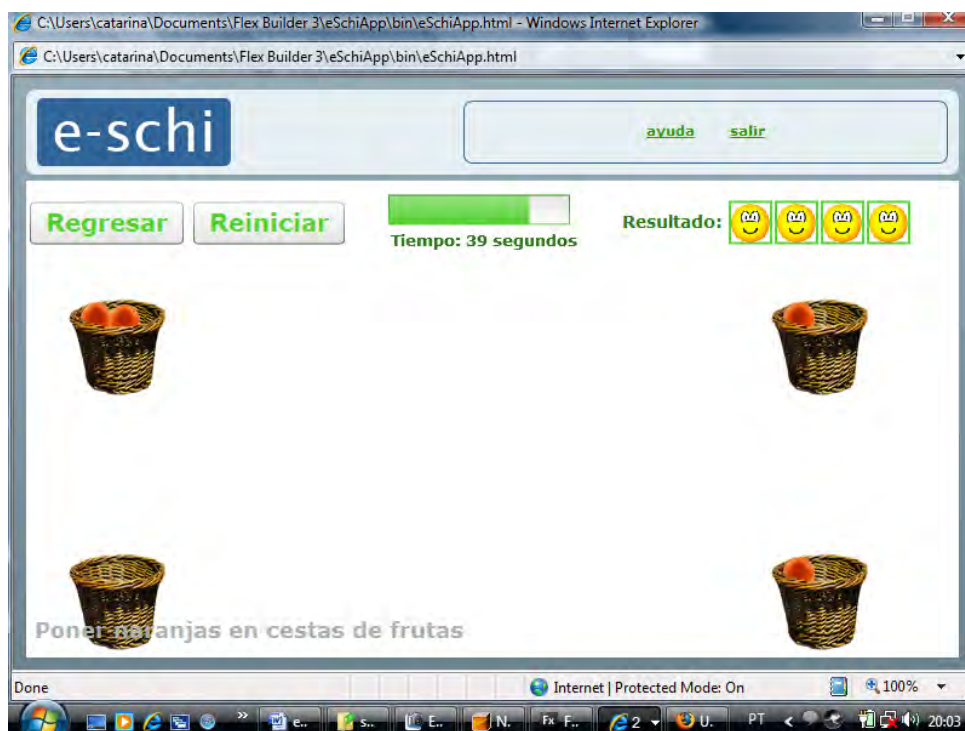 C:\Users\catarina\Documents\Flex Builder 3\eSchiApp\bin\eSchiApp.html - Windows Internet Explorer
C:\Users\catarina\Documents\Flex Builder 3\eSchiApp\bin\eSchiApp.html
e-schi
ayuda salir
Regresar Reiniciar
Tiempo: 39 segundos
Resultado:
Poner naranjas en cestas de frutas
Done Internet | Protected Mode: On 100%
e.. s.. E.. N. Fx F.. 2 U. PT 20:03